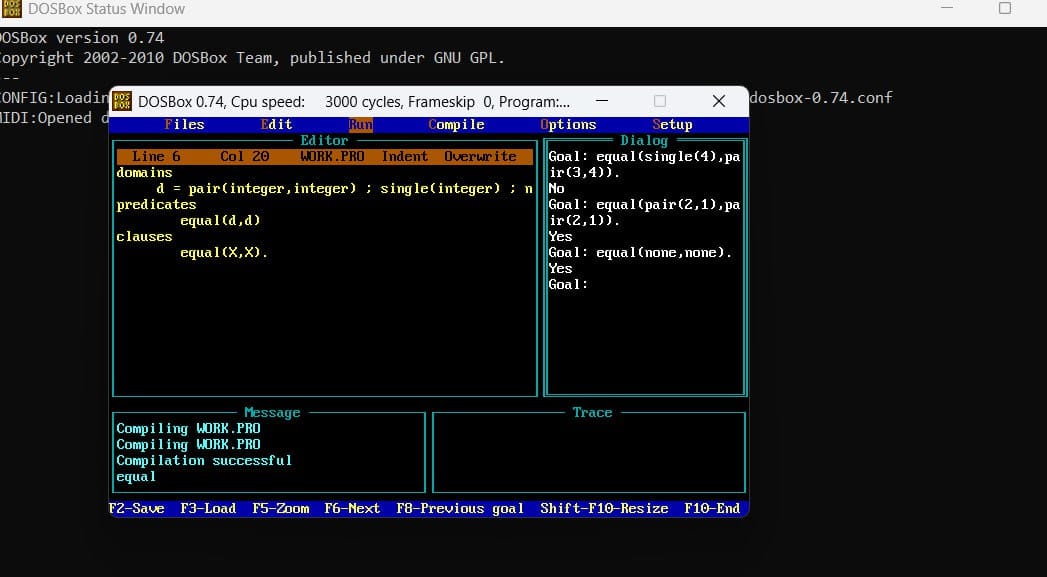 DOSBox Status Window
OSBox version 0.74
opyright 2002-2010 DOSBox Team, published under GNU GPL.
---
ONFIG:Loadin
dosbox-0.74.conf
IDI:Opened d
DOSBox 0.74, Cpu speed: 3000 cycles, Frameskip 0, Program:...
Files Edit Run Compile Options Setup
Editor
Line 6 Col 20 WORK.PRO Indent Overwrite
domains
d = pair(integer,integer) ; single(integer) ; n
predicates
equal(d,d)
clauses
equal(X,X).
Dialog
Goal: equal(single(4),pa
ir(3,4)).
No
Goal: equal(pair(2,1),pa
ir(2,1)).
Yes
Goal: equal(none,none).
Yes
Goal:
Message
Compiling WORK.PRO
Compiling WORK.PRO
Compilation successful
equal
Trace
F2-Save F3-Load F5-Zoom F6-Next F8-Previous goal Shift-F10-Resize F10-End